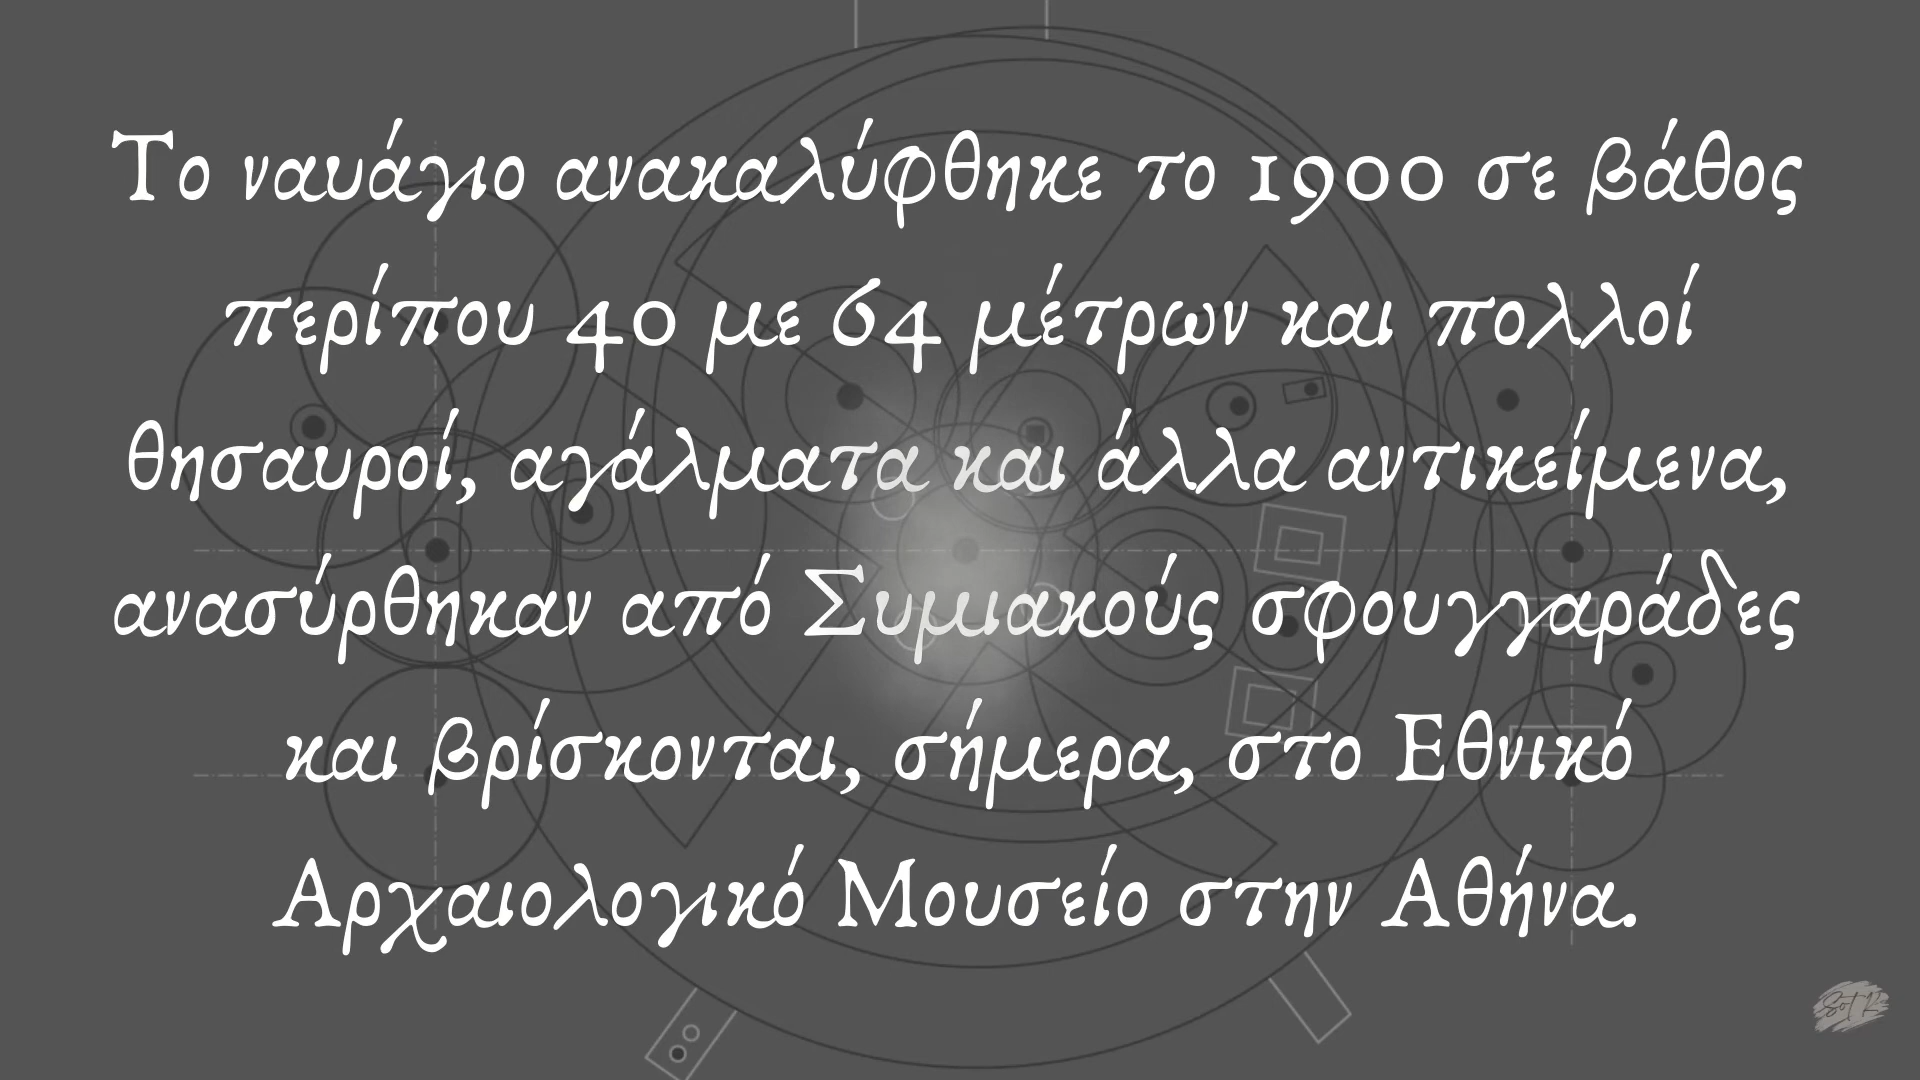 Το ναυάγιο ανακαλύφθηκε το 1900 σε βάθος
περίπου 40 με 64 μέτρων και πολλοί
θησαυροί, αγάλματα και άλλα αντικείμενα,
ανασύρθηκαν από Συμιακούς σφουγγαράδες
και βρίσκονται, σήμερα, στο Εθνικό
Αρχαιολογικό Μουσείο στην Αθήνα.